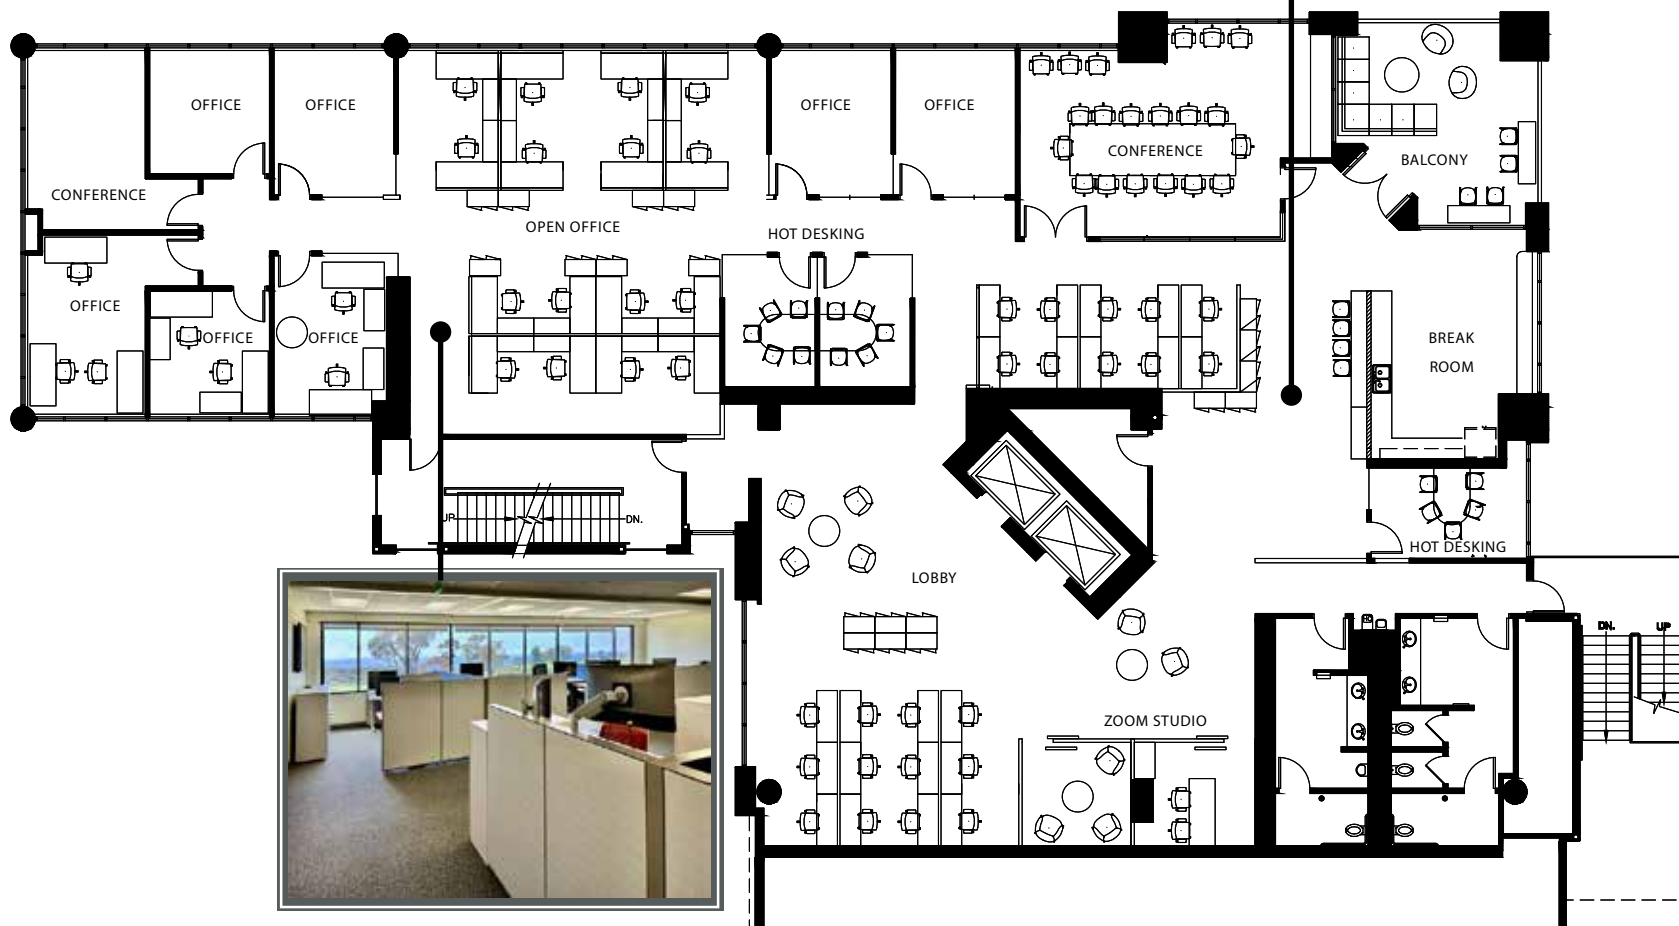 OFFICE
OFFICE
OFFICE
OFFICE
CONFERENCE
BALCONY
CONFERENCE
OPEN OFFICE
HOT DESKING
OFFICE
OFFICE
OFFICE
BREAK
ROOM
UP
DN.
HOT DESKING
LOBBY
DN.
UP
ZOOM STUDIO